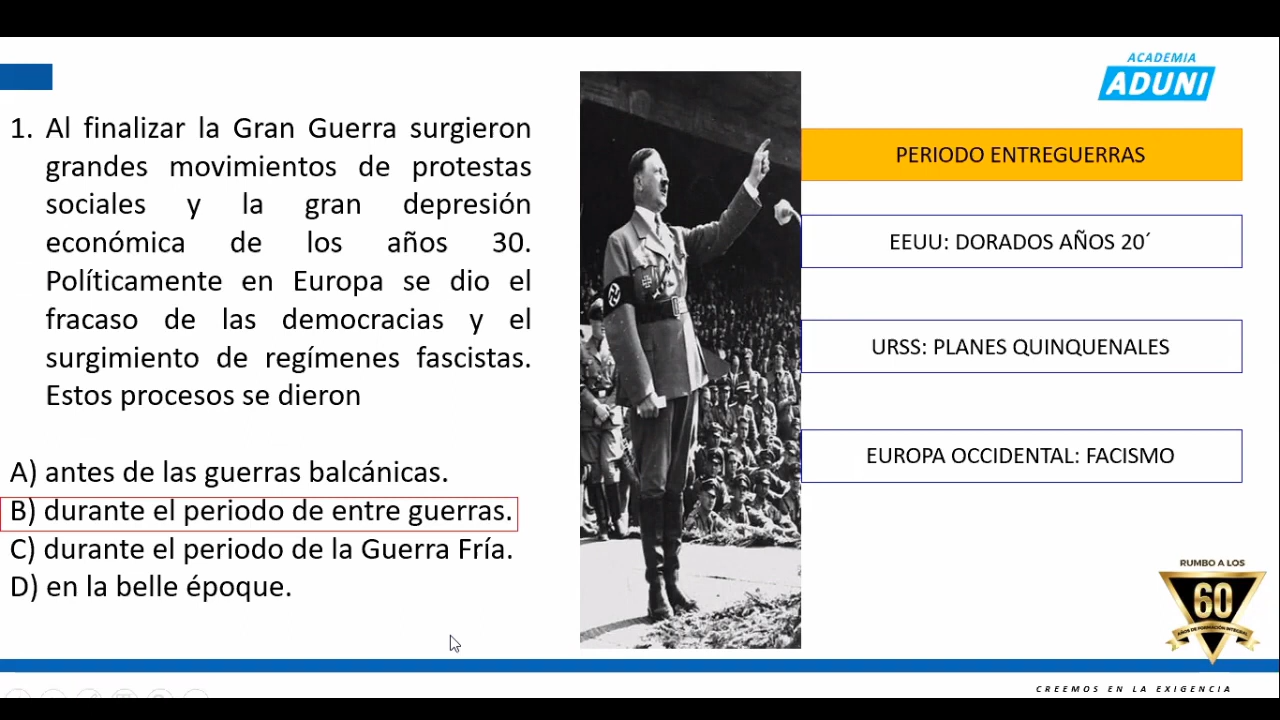 ACADEMIA
ADUNI
1. Al finalizar la Gran Guerra surgieron
grandes movimientos de protestas
sociales y la gran depresión
económica de los años 30.
Políticamente en Europa se dio el
fracaso de las democracias y el
surgimiento de regímenes fascistas.
Estos procesos se dieron
A) antes de las guerras balcánicas.
B) durante el periodo de entre guerras.
C) durante el periodo de la Guerra Fría.
D) en la belle époque.
PERIODO ENTREGUERRAS
EEUU: DORADOS AÑOS 20´
URSS: PLANES QUINQUENALES
EUROPA OCCIDENTAL: FACISMO
RUMBO A LOS
60
AÑOS DE FORMACIÓN INTEGRAL
CREEMOS EN LA EXIGENCIA